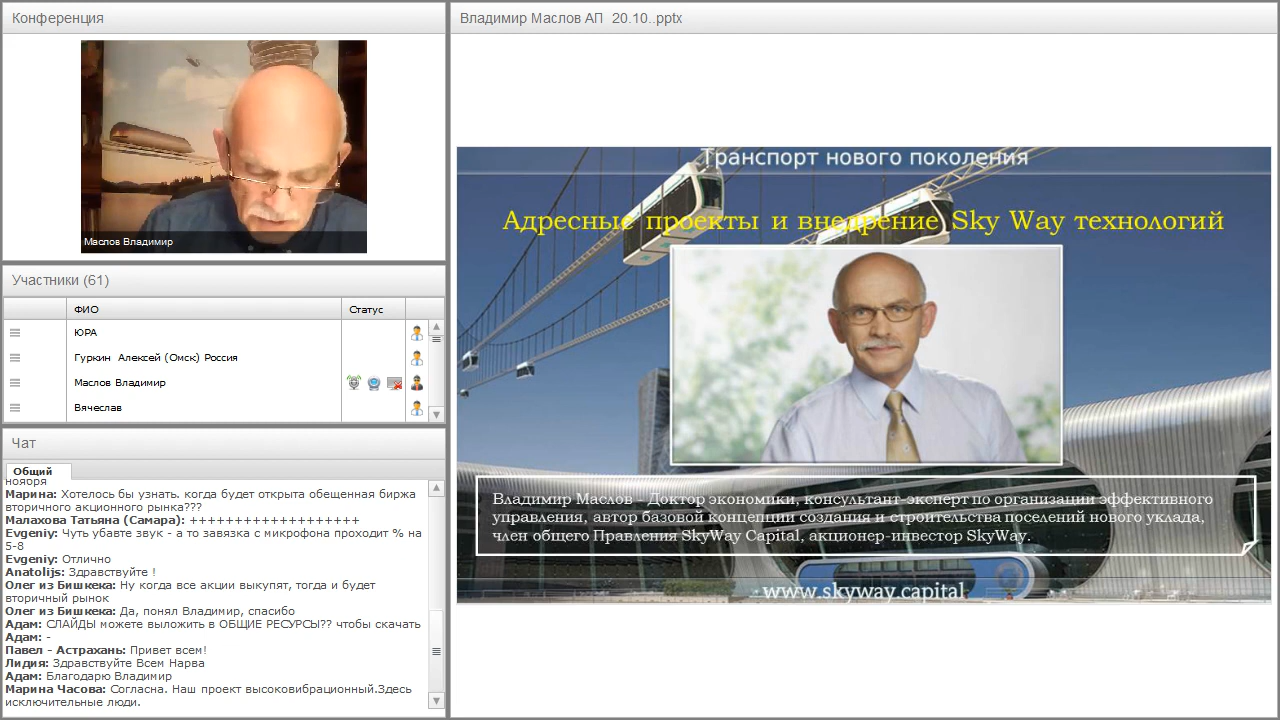 Конференция
Маслов Владимир
Участники (61)
ФИО
Статус
ЮРА
Гуркин Алексей (Омск) Россия
Маслов Владимир
Вячеслав
Чат
Общий
ноября
Марина: Хотелось бы узнать. когда будет открыта обещенная биржа
вторичного акционного рынка???
Малахова Татьяна (Самара): +++++++++++++++++++
Evgeniy: Чуть убавте звук - а то завязка с микрофона проходит % на
5-8
Evgeniy: Отлично
Anatolijs: Здравствуйте !
Олег из Бишкека: Ну когда все акции выкупят, тогда и будет
вторичный рынок
Олег из Бишкека: Да, понял Владимир, спасибо
Адам: СЛАЙДЫ можете выложить в ОБЩИЕ РЕСУРСЫ?? чтобы скачать
Адам: -
Павел - Астрахань: Привет всем!
Лидия: Здравствуйте Всем Нарва
Адам: Благодарю Владимир
Марина Часова: Согласна. Наш проект высоковибрационный.Здесь
исключительные люди.
Владимир Маслов АП 20.10..pptx
Транспорт нового поколения
Адресные проекты и внедрение Sky Way технологий
Владимир Маслов – Доктор экономики, консультант-эксперт по организации эффективного
управления, автор базовой концепции создания и строительства поселений нового уклада,
член общего Правления SkyWay Capital, акционер-инвестор SkyWay.
www.skyway.capital